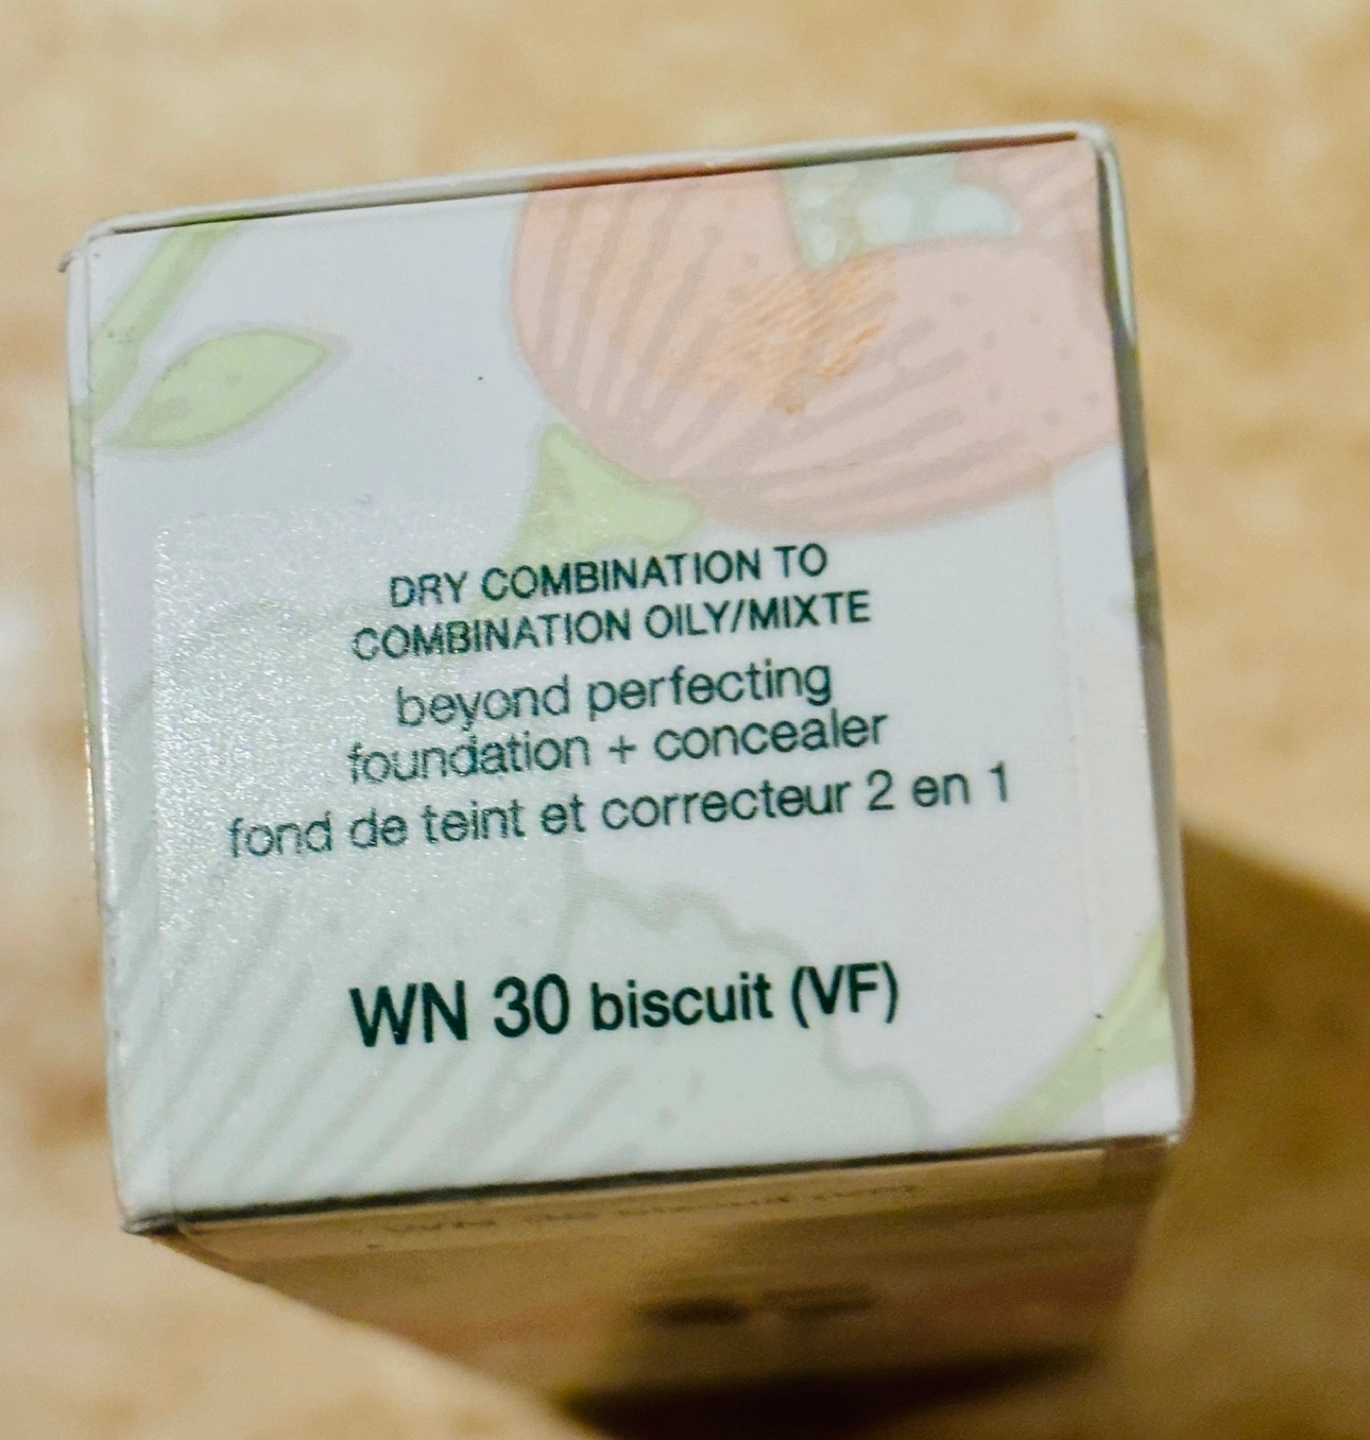 DRY COMBINATION TO
COMBINATION OILY/MIXTE
beyond perfecting
foundation + concealer
fond de teint et correcteur 2 en 1
WN 30 biscuit (VF)